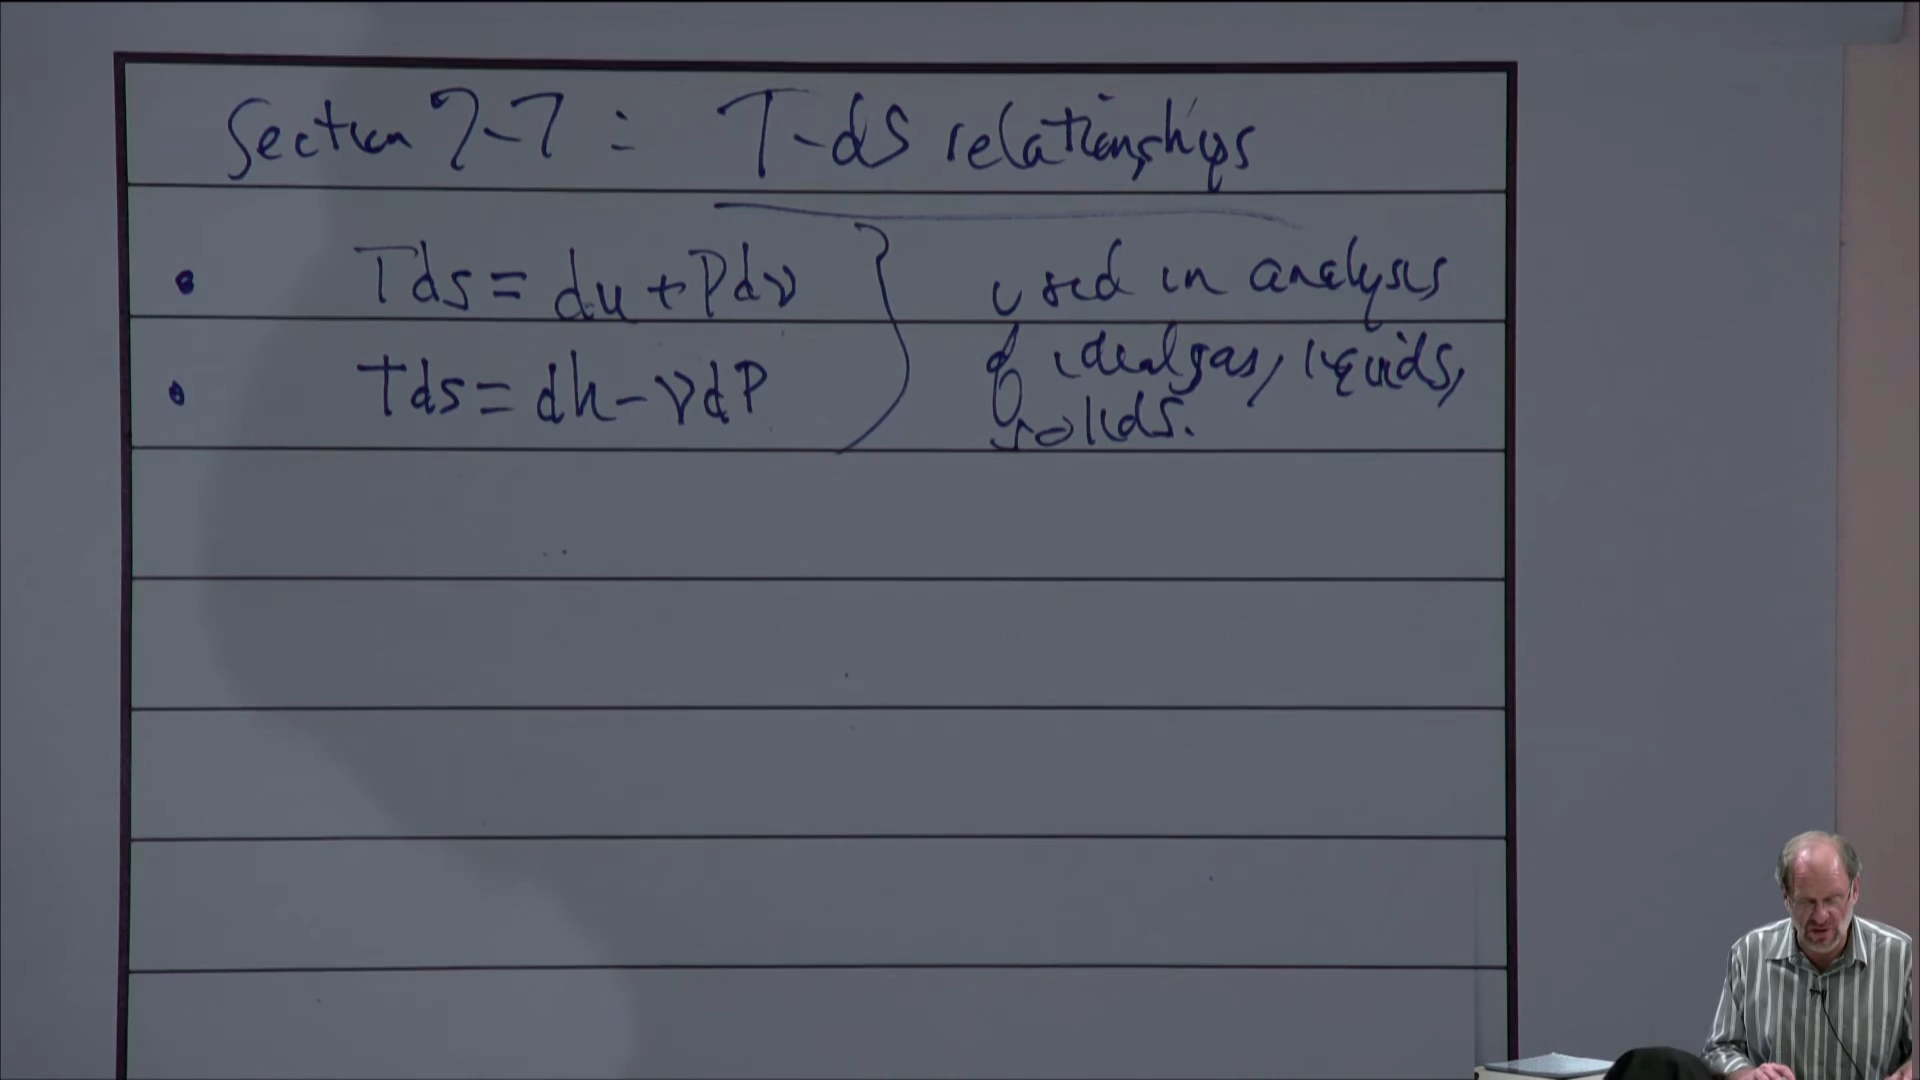 Section 7-7: T-dS relationships
• Tds = du + Pdv
• Tds = dh - vdP
used in analysis
of ideal gas, liquids,
solids.